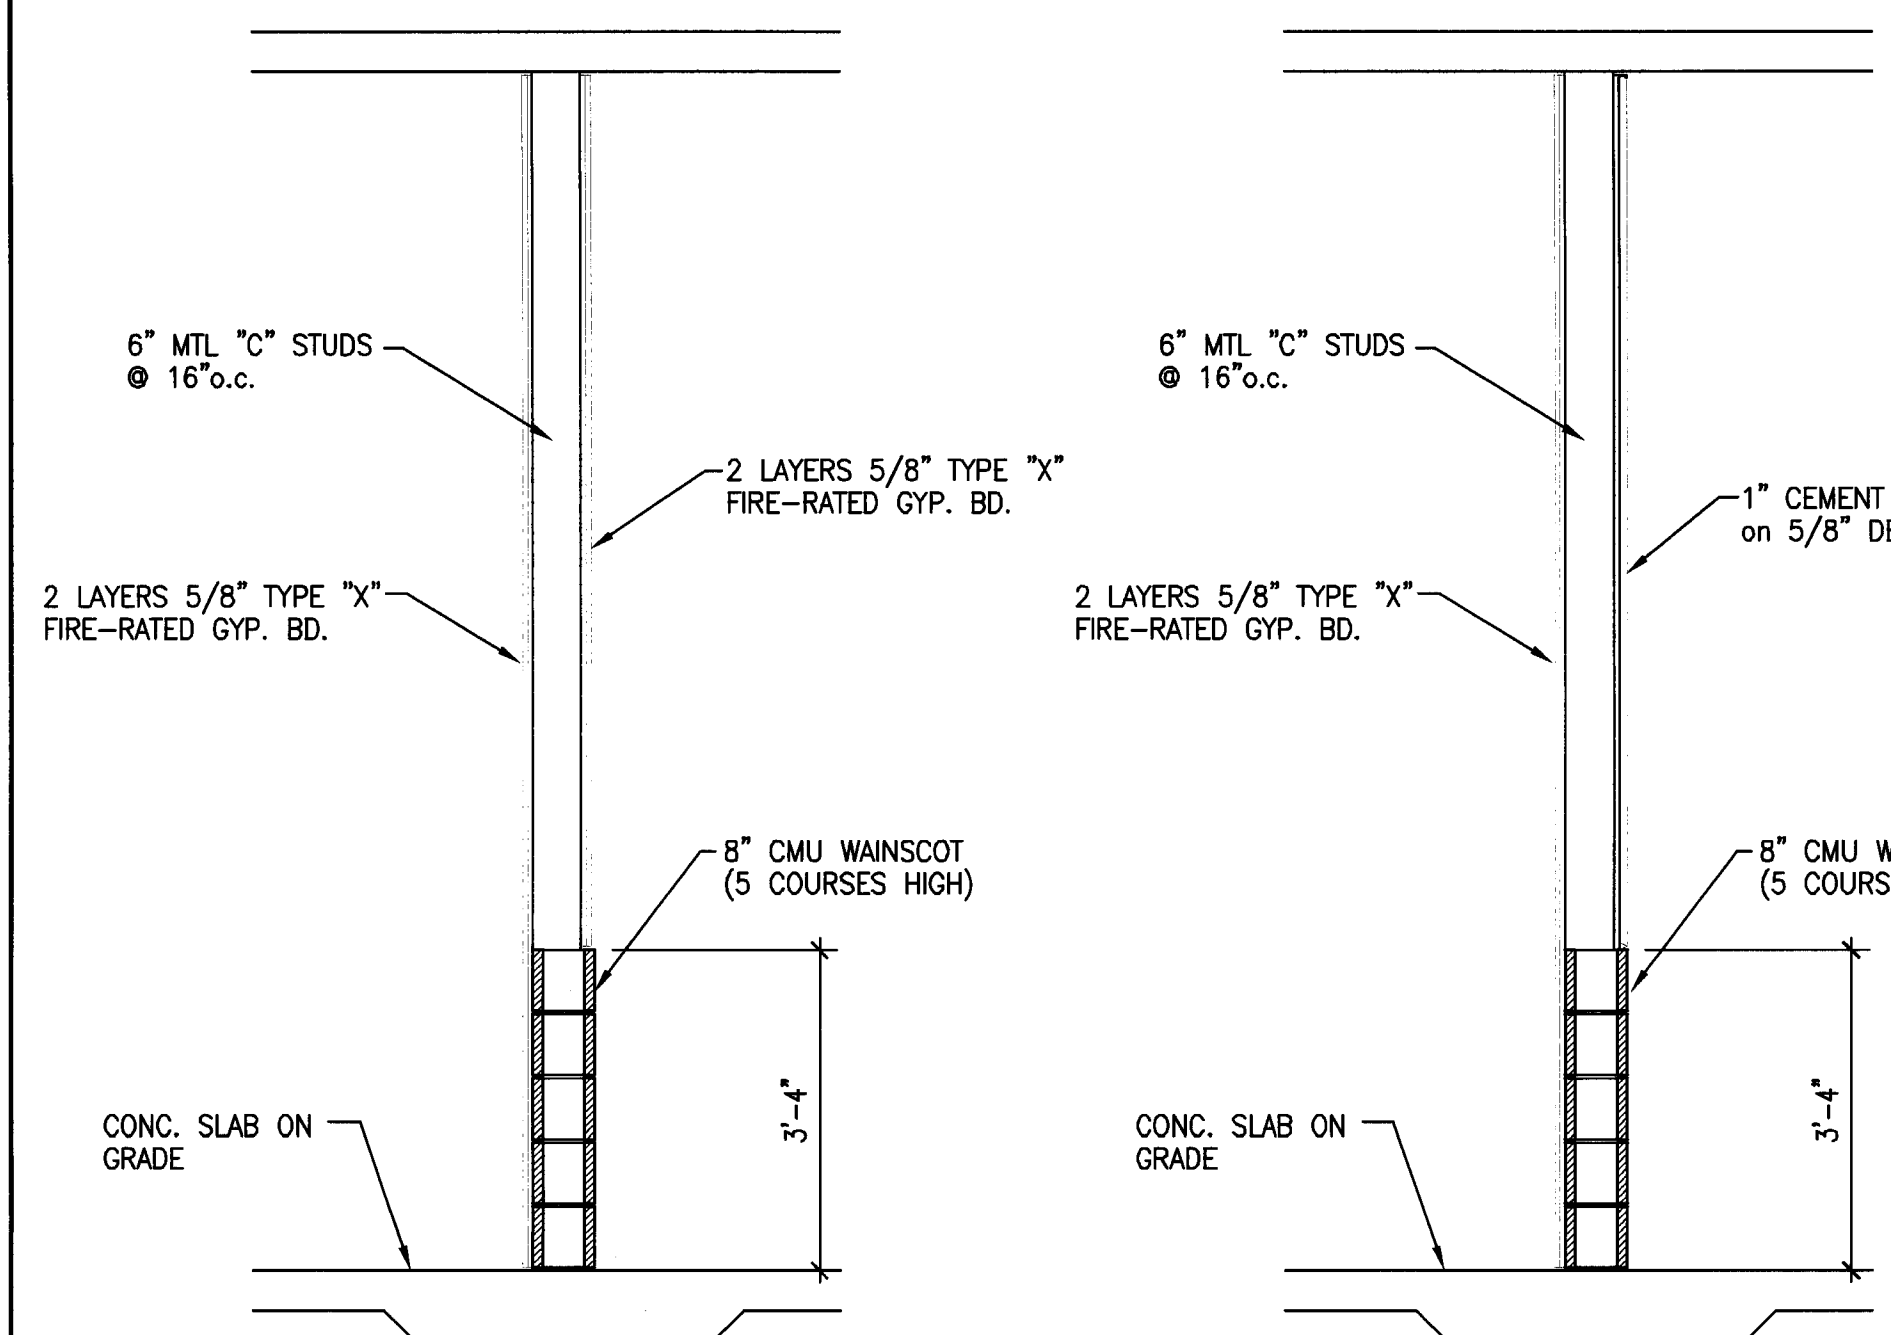 6" MTL "C" STUDS
@ 16"o.c.
2 LAYERS 5/8" TYPE "X"
FIRE-RATED GYP. BD.
2 LAYERS 5/8" TYPE "X"
FIRE-RATED GYP. BD.
8" CMU WAINSCOT
(5 COURSES HIGH)
3'-4"
CONC. SLAB ON
GRADE
6" MTL "C" STUDS
@ 16"o.c.
1" CEMENT
on 5/8"
2 LAYERS 5/8" TYPE "X"
FIRE-RATED GYP. BD.
8" CMU
(5
3'-4"
CONC. SLAB ON
GRADE